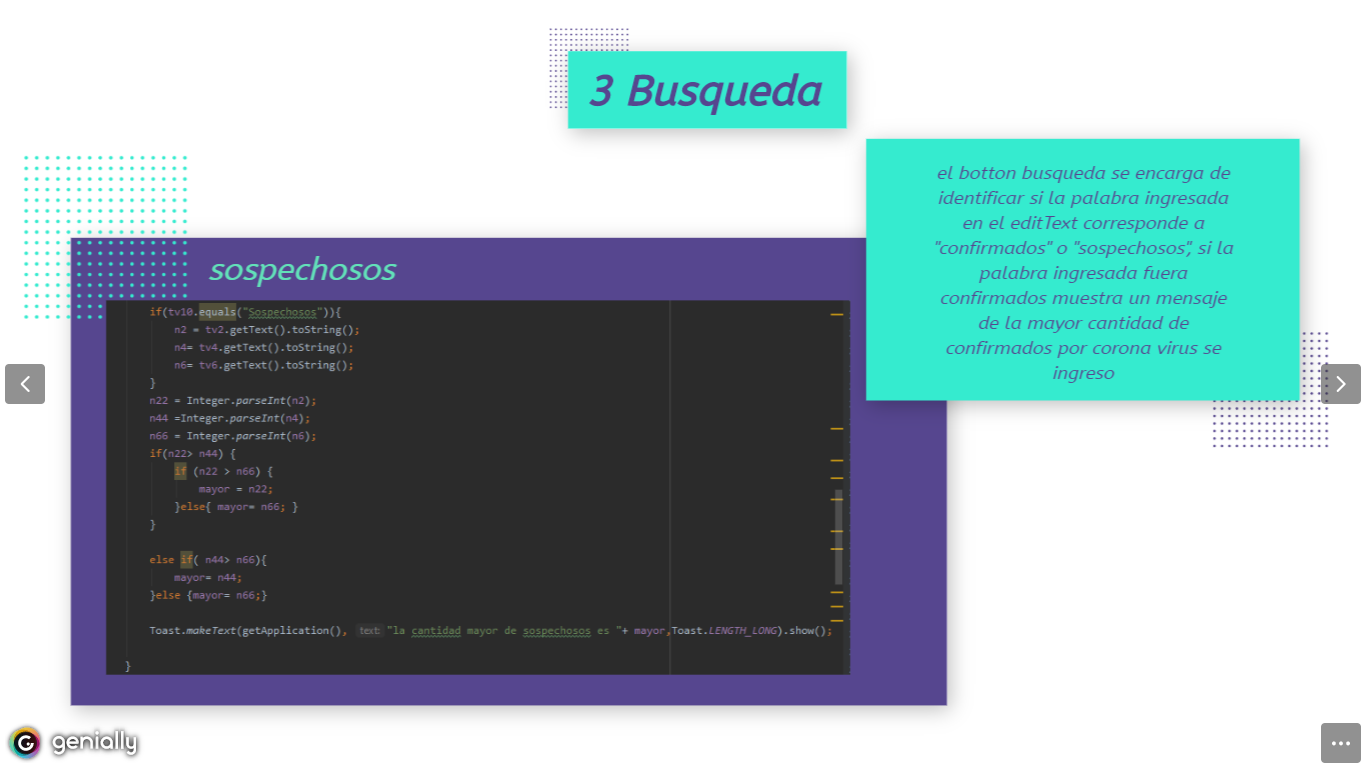 3 Busqueda
el botton busqueda se encarga de
identificar si la palabra ingresada
en el editText corresponde a
"confirmados" o "sospechosos", si la
palabra ingresada fuera
confirmados muestra un mensaje
de la mayor cantidad de
confirmados por corona virus se
ingreso
sospechosos
if(tv10.equals("Sospechosos")){
n2 = tv2.getText().toString();
n4= tv4.getText().toString();
n6= tv6.getText().toString();
}
n22 = Integer.parseInt(n2);
n44 =Integer.parseInt(n4);
n66 = Integer.parseInt(n6);
if(n22> n44) {
if (n22 > n66) {
mayor = n22;
}else{ mayor= n66; }
}
else if( n44> n66){
mayor= n44;
}else {mayor= n66;}
Toast.makeText(getApplication(), text: "la cantidad mayor de sospechosos es "+ mayor,Toast.LENGTH_LONG).show();
}
genially